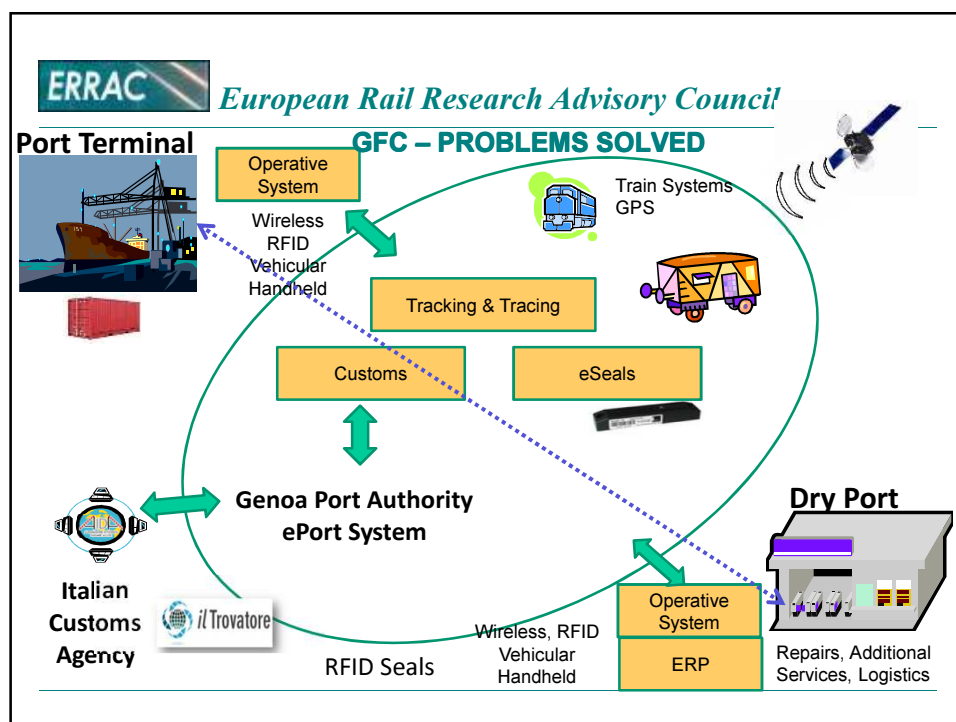 ERRAC
European Rail Research Advisory Council
GFC – PROBLEMS SOLVED
Port Terminal
Operative
System
Wireless
RFID
Vehicular
Handheld
Train Systems
GPS
Tracking & Tracing
Customs
eSeals
Genoa Port Authority
ePort System
Italian
Customs
Agency
il Trovatore
RFID Seals
Wireless, RFID
Vehicular
Handheld
Operative
System
ERP
Dry Port
Repairs, Additional
Services, Logistics